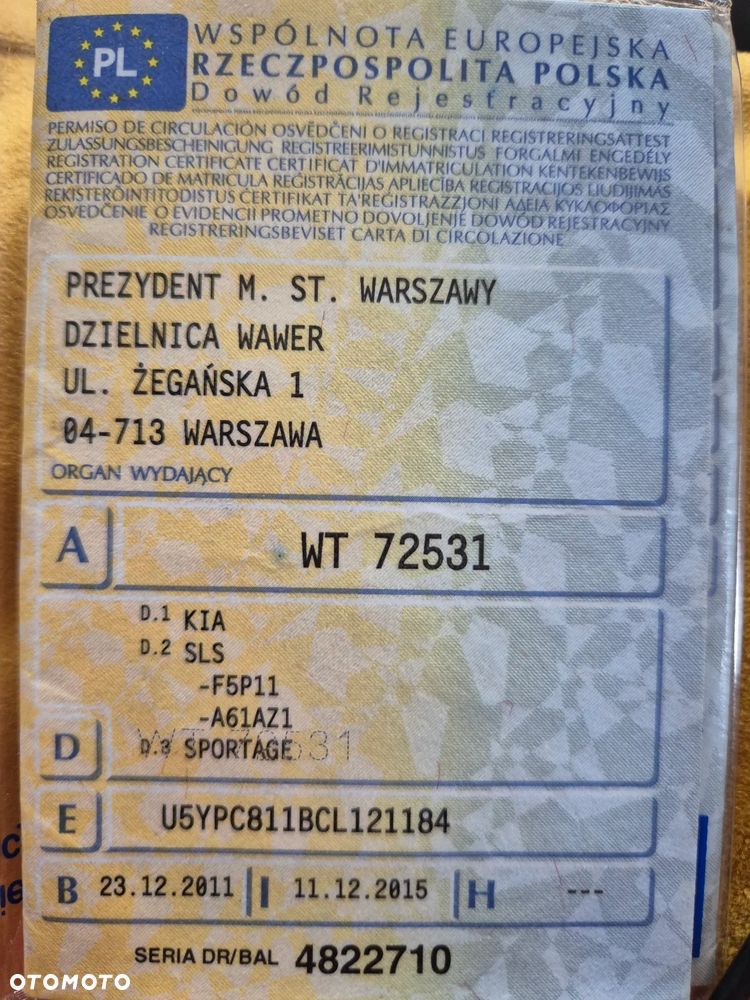 PL
WSPÓLNOTA EUROPEJSKA
RZECZPOSPOLITA POLSKA
Dowód Rejestracyjny
PERMISO DE CIRCULACIÓN OSVĚDČENI O REGISTRACI REGISTRERINGSATTEST
ZULASSUNGSBESCHEINIGUNG REGISTREERIMISTUNNISTUS FORGALMI ENGEDÉLY
REGISTRATION CERTIFICATE CERTIFICAT D'IMMATRICULATION KENTEKENBEWIJS
CERTIFICADO DE MATRICULA REĢISTRĀCIJAS APLIECĪBA REGISTRACIJOS LIUDIJIMAS
REKISTERÖINTITODISTUS ČERTIFIKAT TA'REĠISTRAZZJONI ΑΔΕΙΑ ΚΥΚΛΟΦΟΡΙΑΣ
OSVEDČENIE O EVIDENCII PROMETNO DOVOLJENJE DOWÓD REJESTRACYJNY
REGISTRERINGSBEVISET CARTA DI CIRCOLAZIONE
PREZYDENT M. ST. WARSZAWY
DZIELNICA WAWER
UL. ŻEGAŃSKA 1
04-713 WARSZAWA
ORGAN WYDAJĄCY
A WT 72531
D.1 KIA
D.2 SLS
-F5P11
-A61AZ1
D D.3 SPORTAGE
WT 72531
E U5YPC811BCL121184
B 23.12.2011 I 11.12.2015 H ---
SERIA DR/BAL 4822710
OTOMOTO